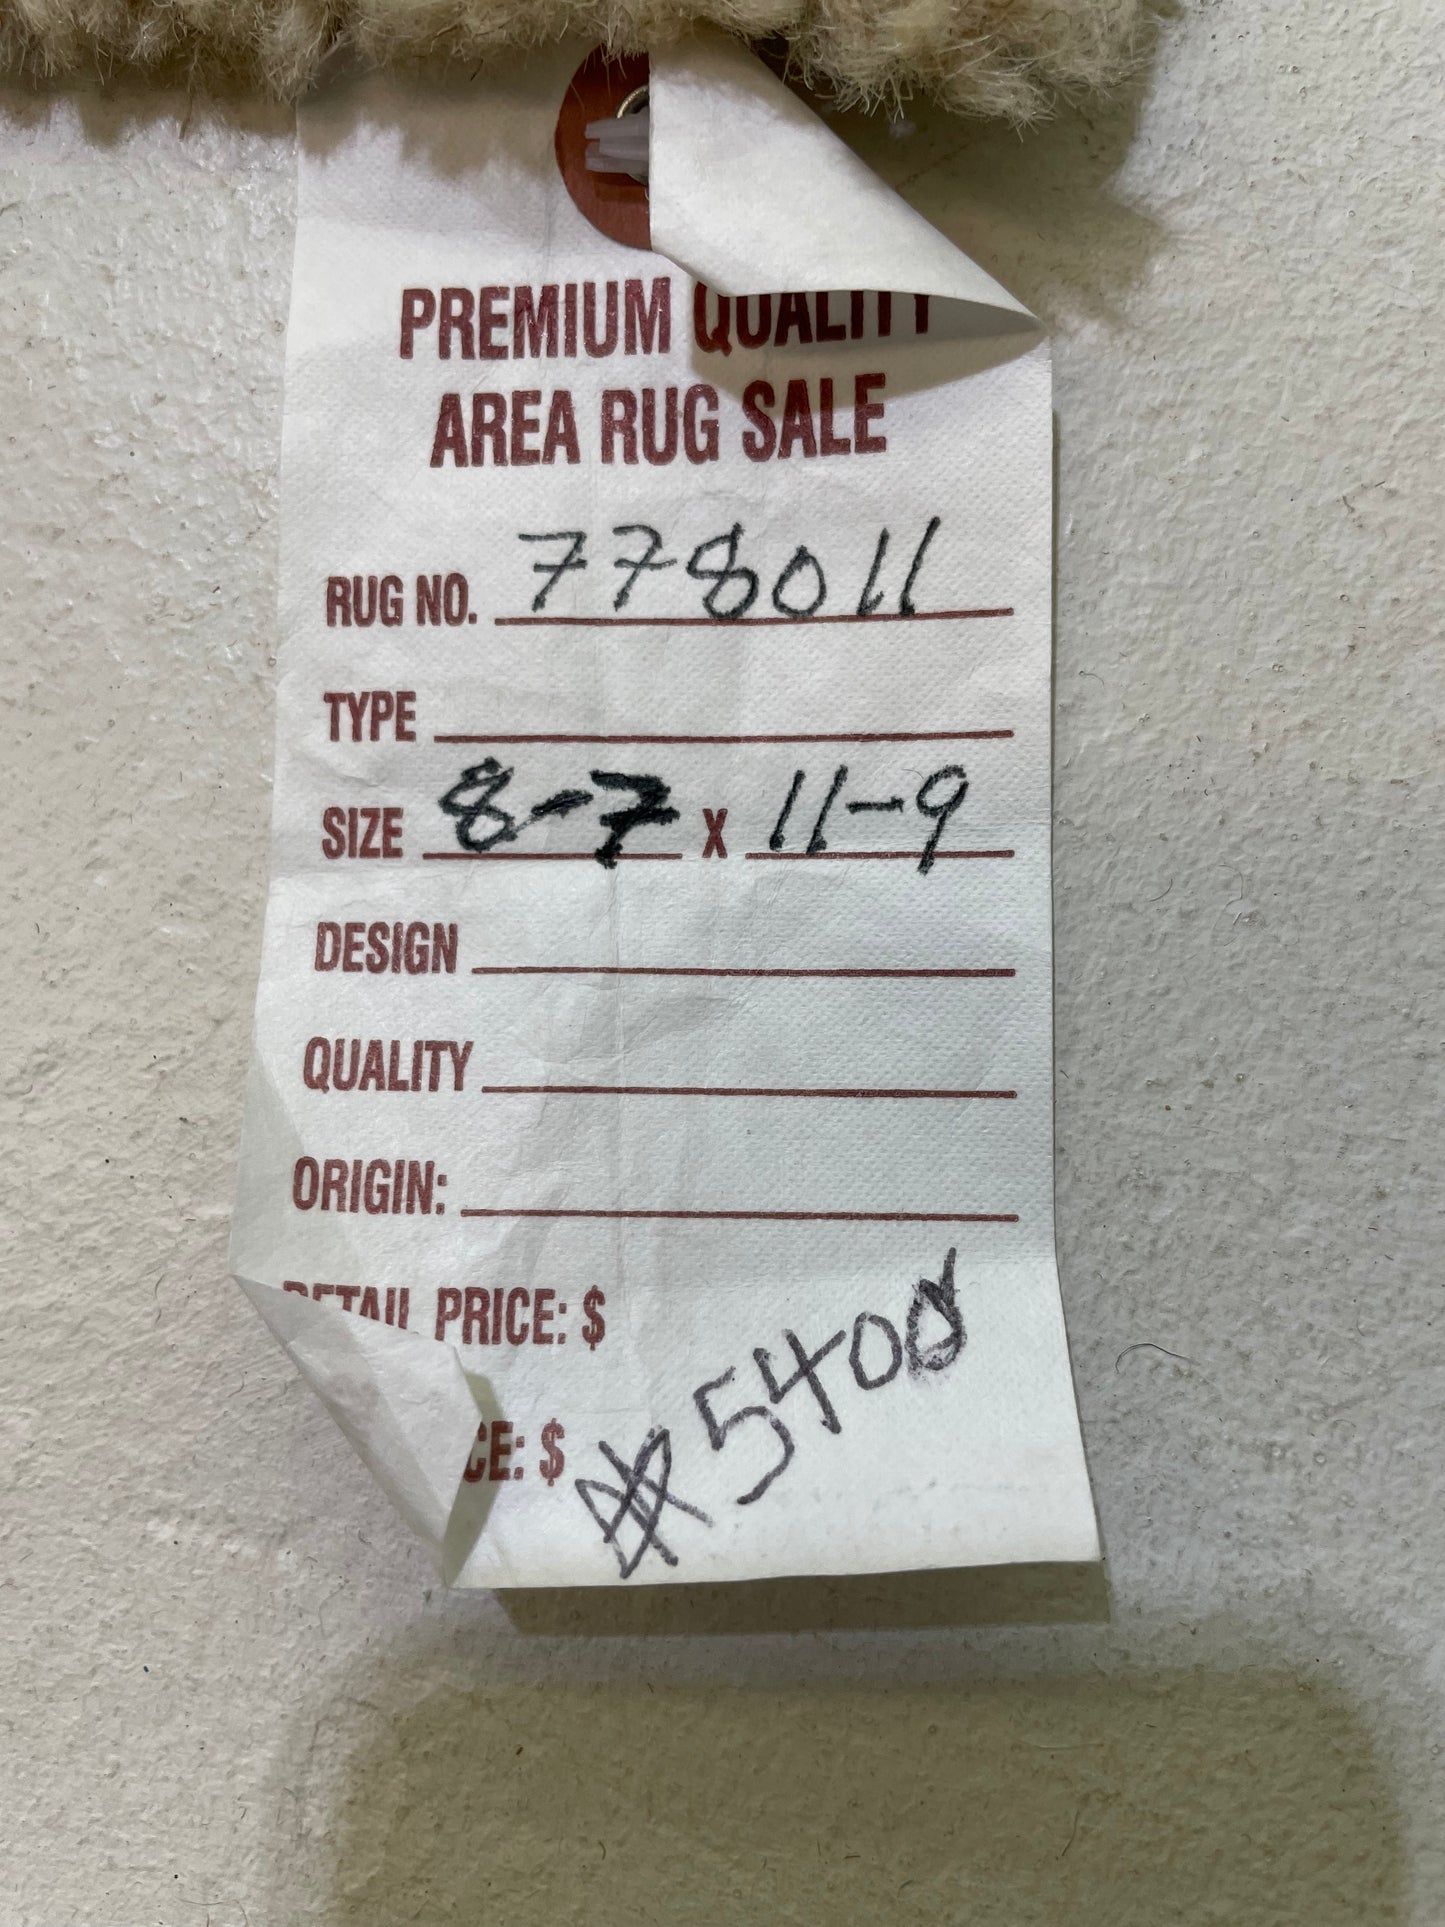 PREMIUM QUALITY
AREA RUG SALE
RUG NO. 778011
TYPE
SIZE 8-7 X 11-9
DESIGN
QUALITY
ORIGIN:
RETAIL PRICE: $
CE: $ 5400